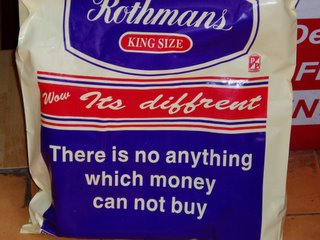 Rothmans
KING SIZE
Wow Its diffrent
There is no anything
which money
can not buy